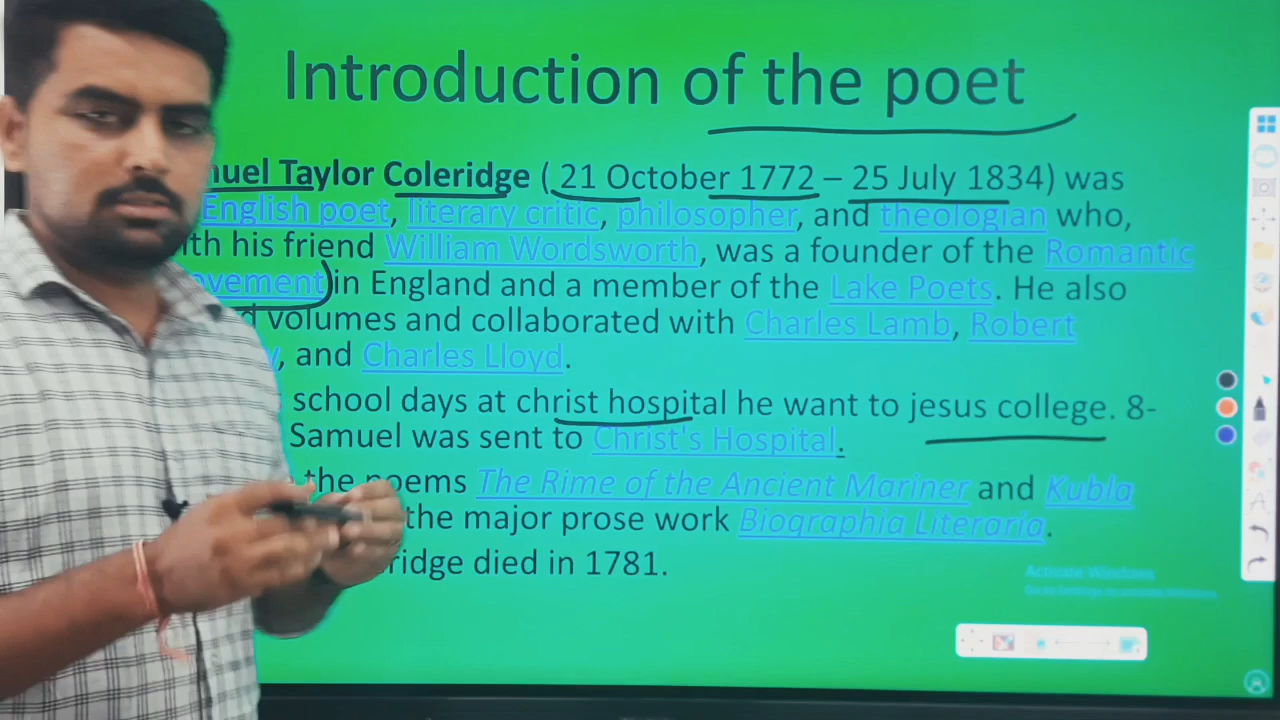 Introduction of the poet
Taylor Coleridge ( 21 October 1772 – 25 July 1834) was
English poet, literary critic, philosopher, and theologian who,
his friend William Wordsworth, was a founder of the Romantic
in England and a member of the Lake Poets. He also
volumes and collaborated with Charles Lamb, Robert
, and Charles Lloyd.
school days at christ hospital he want to jesus college. 8-
Samuel was sent to Christ's Hospital.
the poems The Rime of the Ancient Mariner and Kubla
the major prose work Biographia Literaria.
died in 1781.
Activate Windows